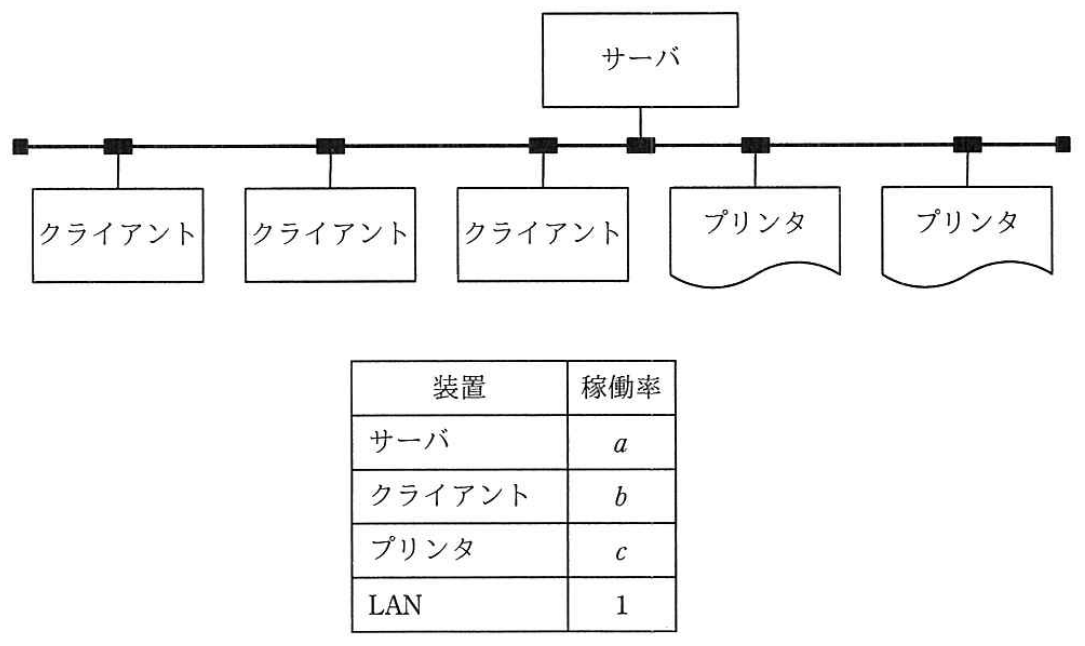 サーバ
クライアント クライアント クライアント プリンタ プリンタ
装置 稼働率
サーバ a
クライアント b
プリンタ c
LAN 1